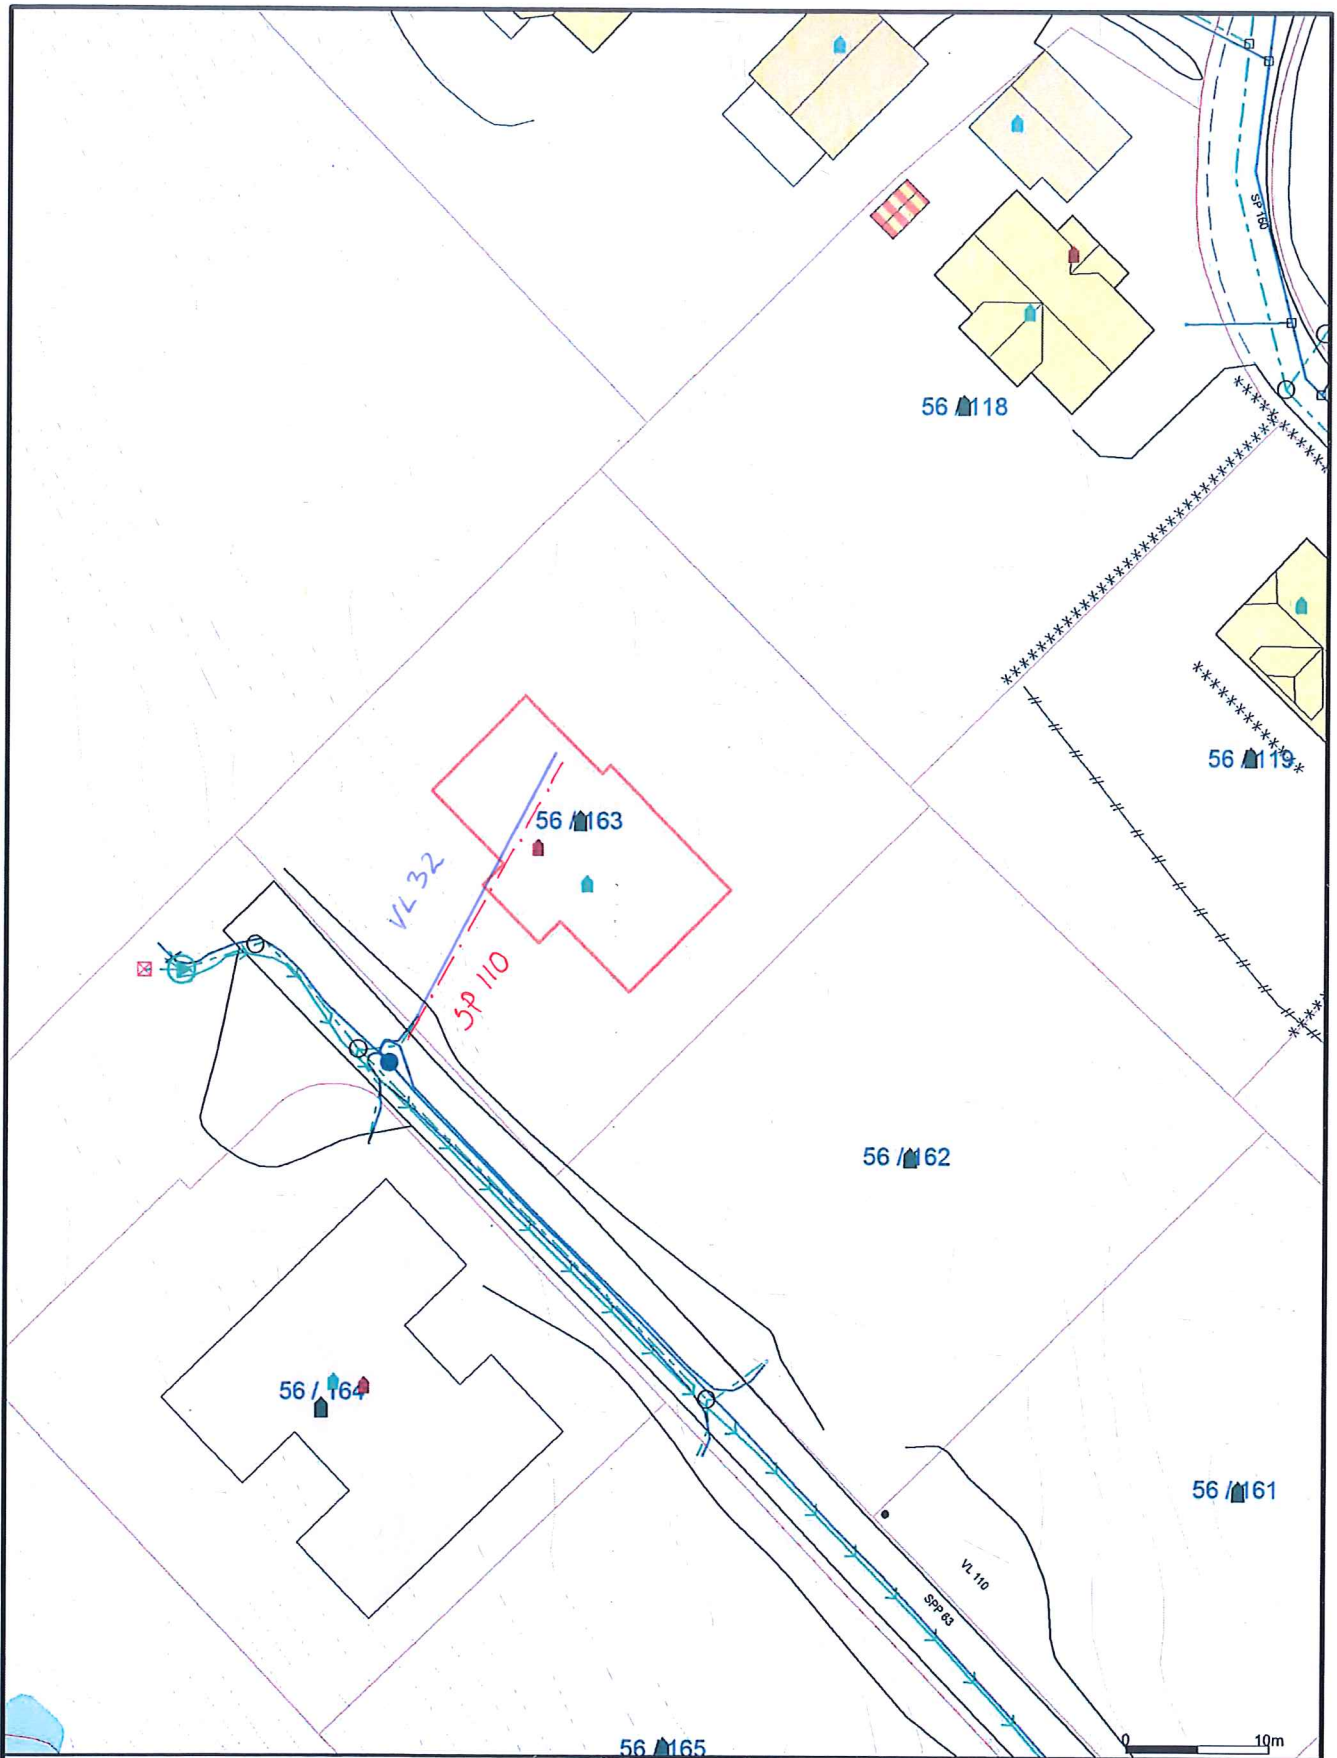 SP 160
56 / 118
56 / 119
56 / 163
VL 32
SP 110
56 / 162
56 / 164
56 / 161
VL 110
SPP 63
56 / 165
0 10m